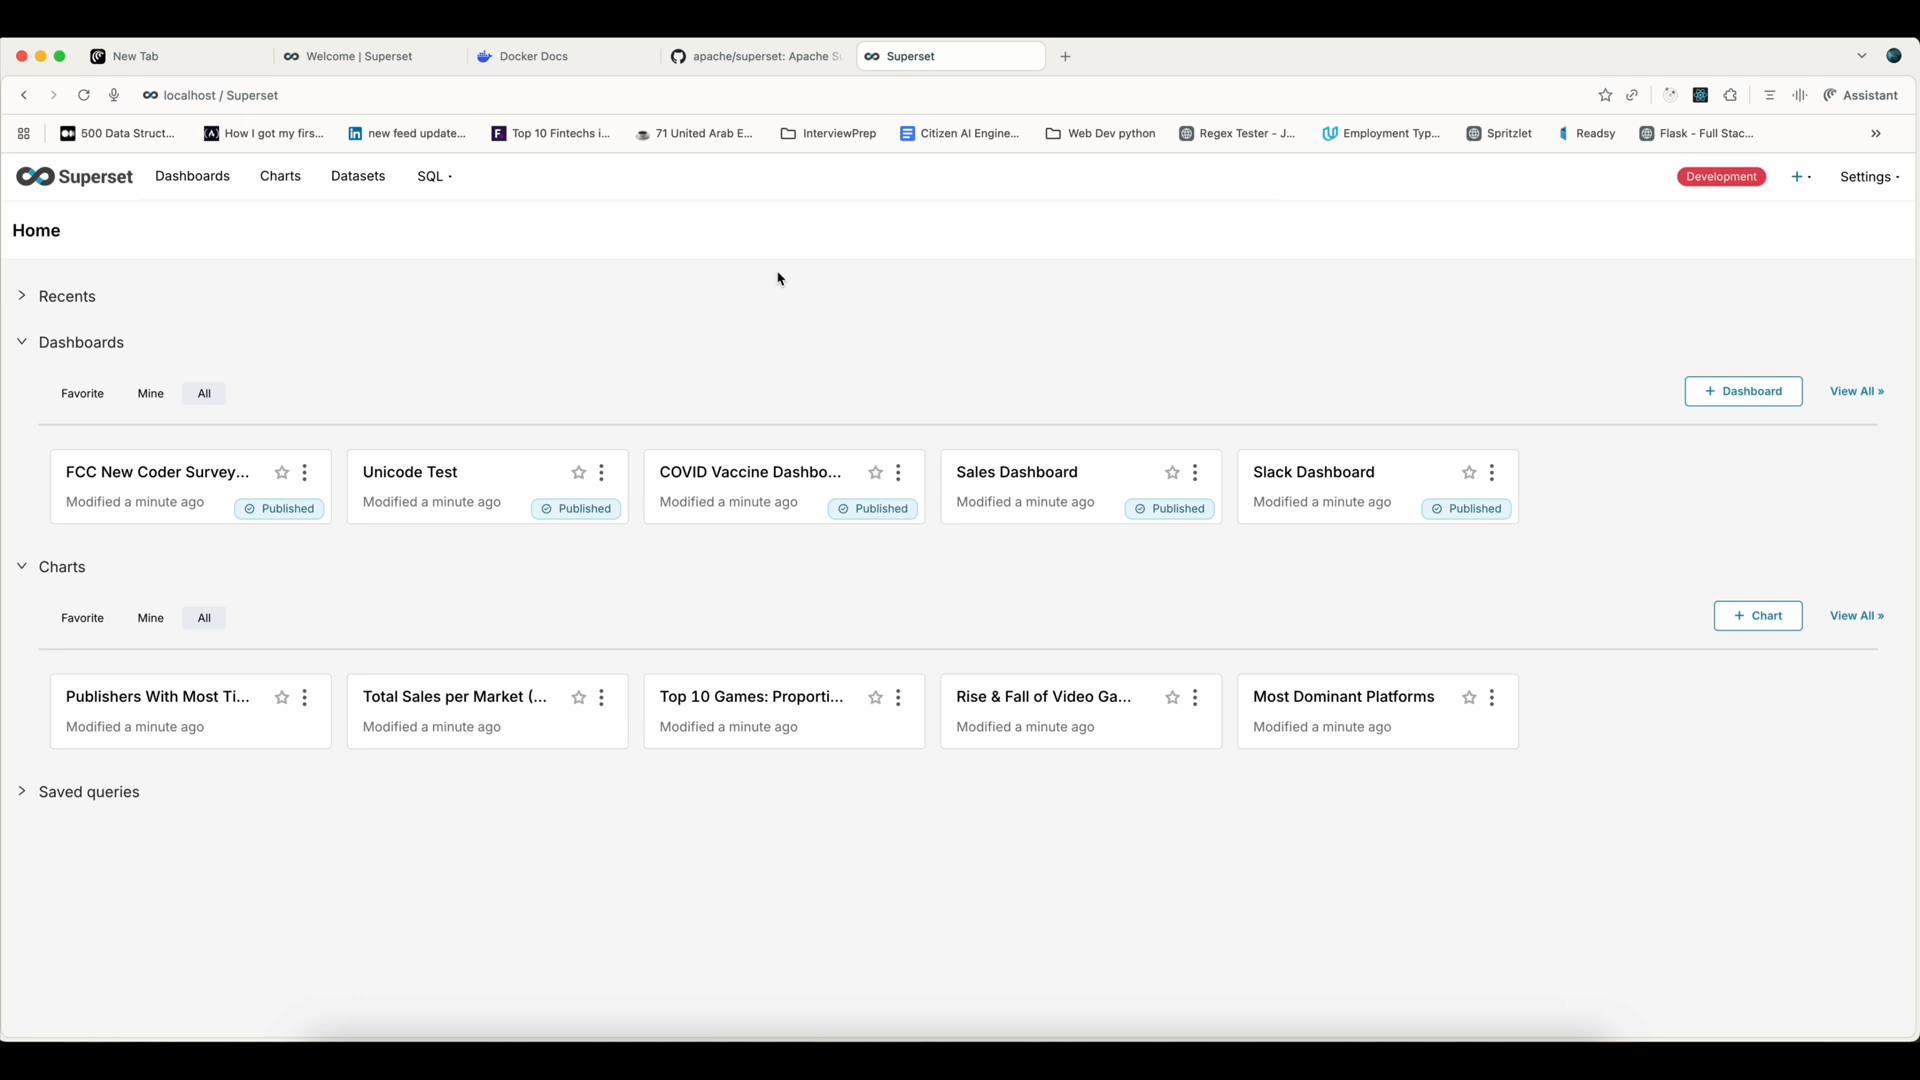 New Tab
Welcome | Superset
Docker Docs
apache/superset: Apache Su
Superset
localhost / Superset
Assistant
500 Data Struct...
How I got my firs...
new feed update...
Top 10 Fintechs i...
71 United Arab E...
InterviewPrep
Citizen AI Engine...
Web Dev python
Regex Tester - J...
Employment Typ...
Spritzlet
Readsy
Flask - Full Stac...
Superset
Dashboards
Charts
Datasets
SQL
Development
Settings
Home
Recents
Dashboards
Favorite
Mine
All
+ Dashboard
View All »
FCC New Coder Survey...
Modified a minute ago
Published
Unicode Test
Modified a minute ago
Published
COVID Vaccine Dashbo...
Modified a minute ago
Published
Sales Dashboard
Modified a minute ago
Published
Slack Dashboard
Modified a minute ago
Published
Charts
Favorite
Mine
All
+ Chart
View All »
Publishers With Most Ti...
Modified a minute ago
Total Sales per Market (...
Modified a minute ago
Top 10 Games: Proporti...
Modified a minute ago
Rise & Fall of Video Ga...
Modified a minute ago
Most Dominant Platforms
Modified a minute ago
Saved queries